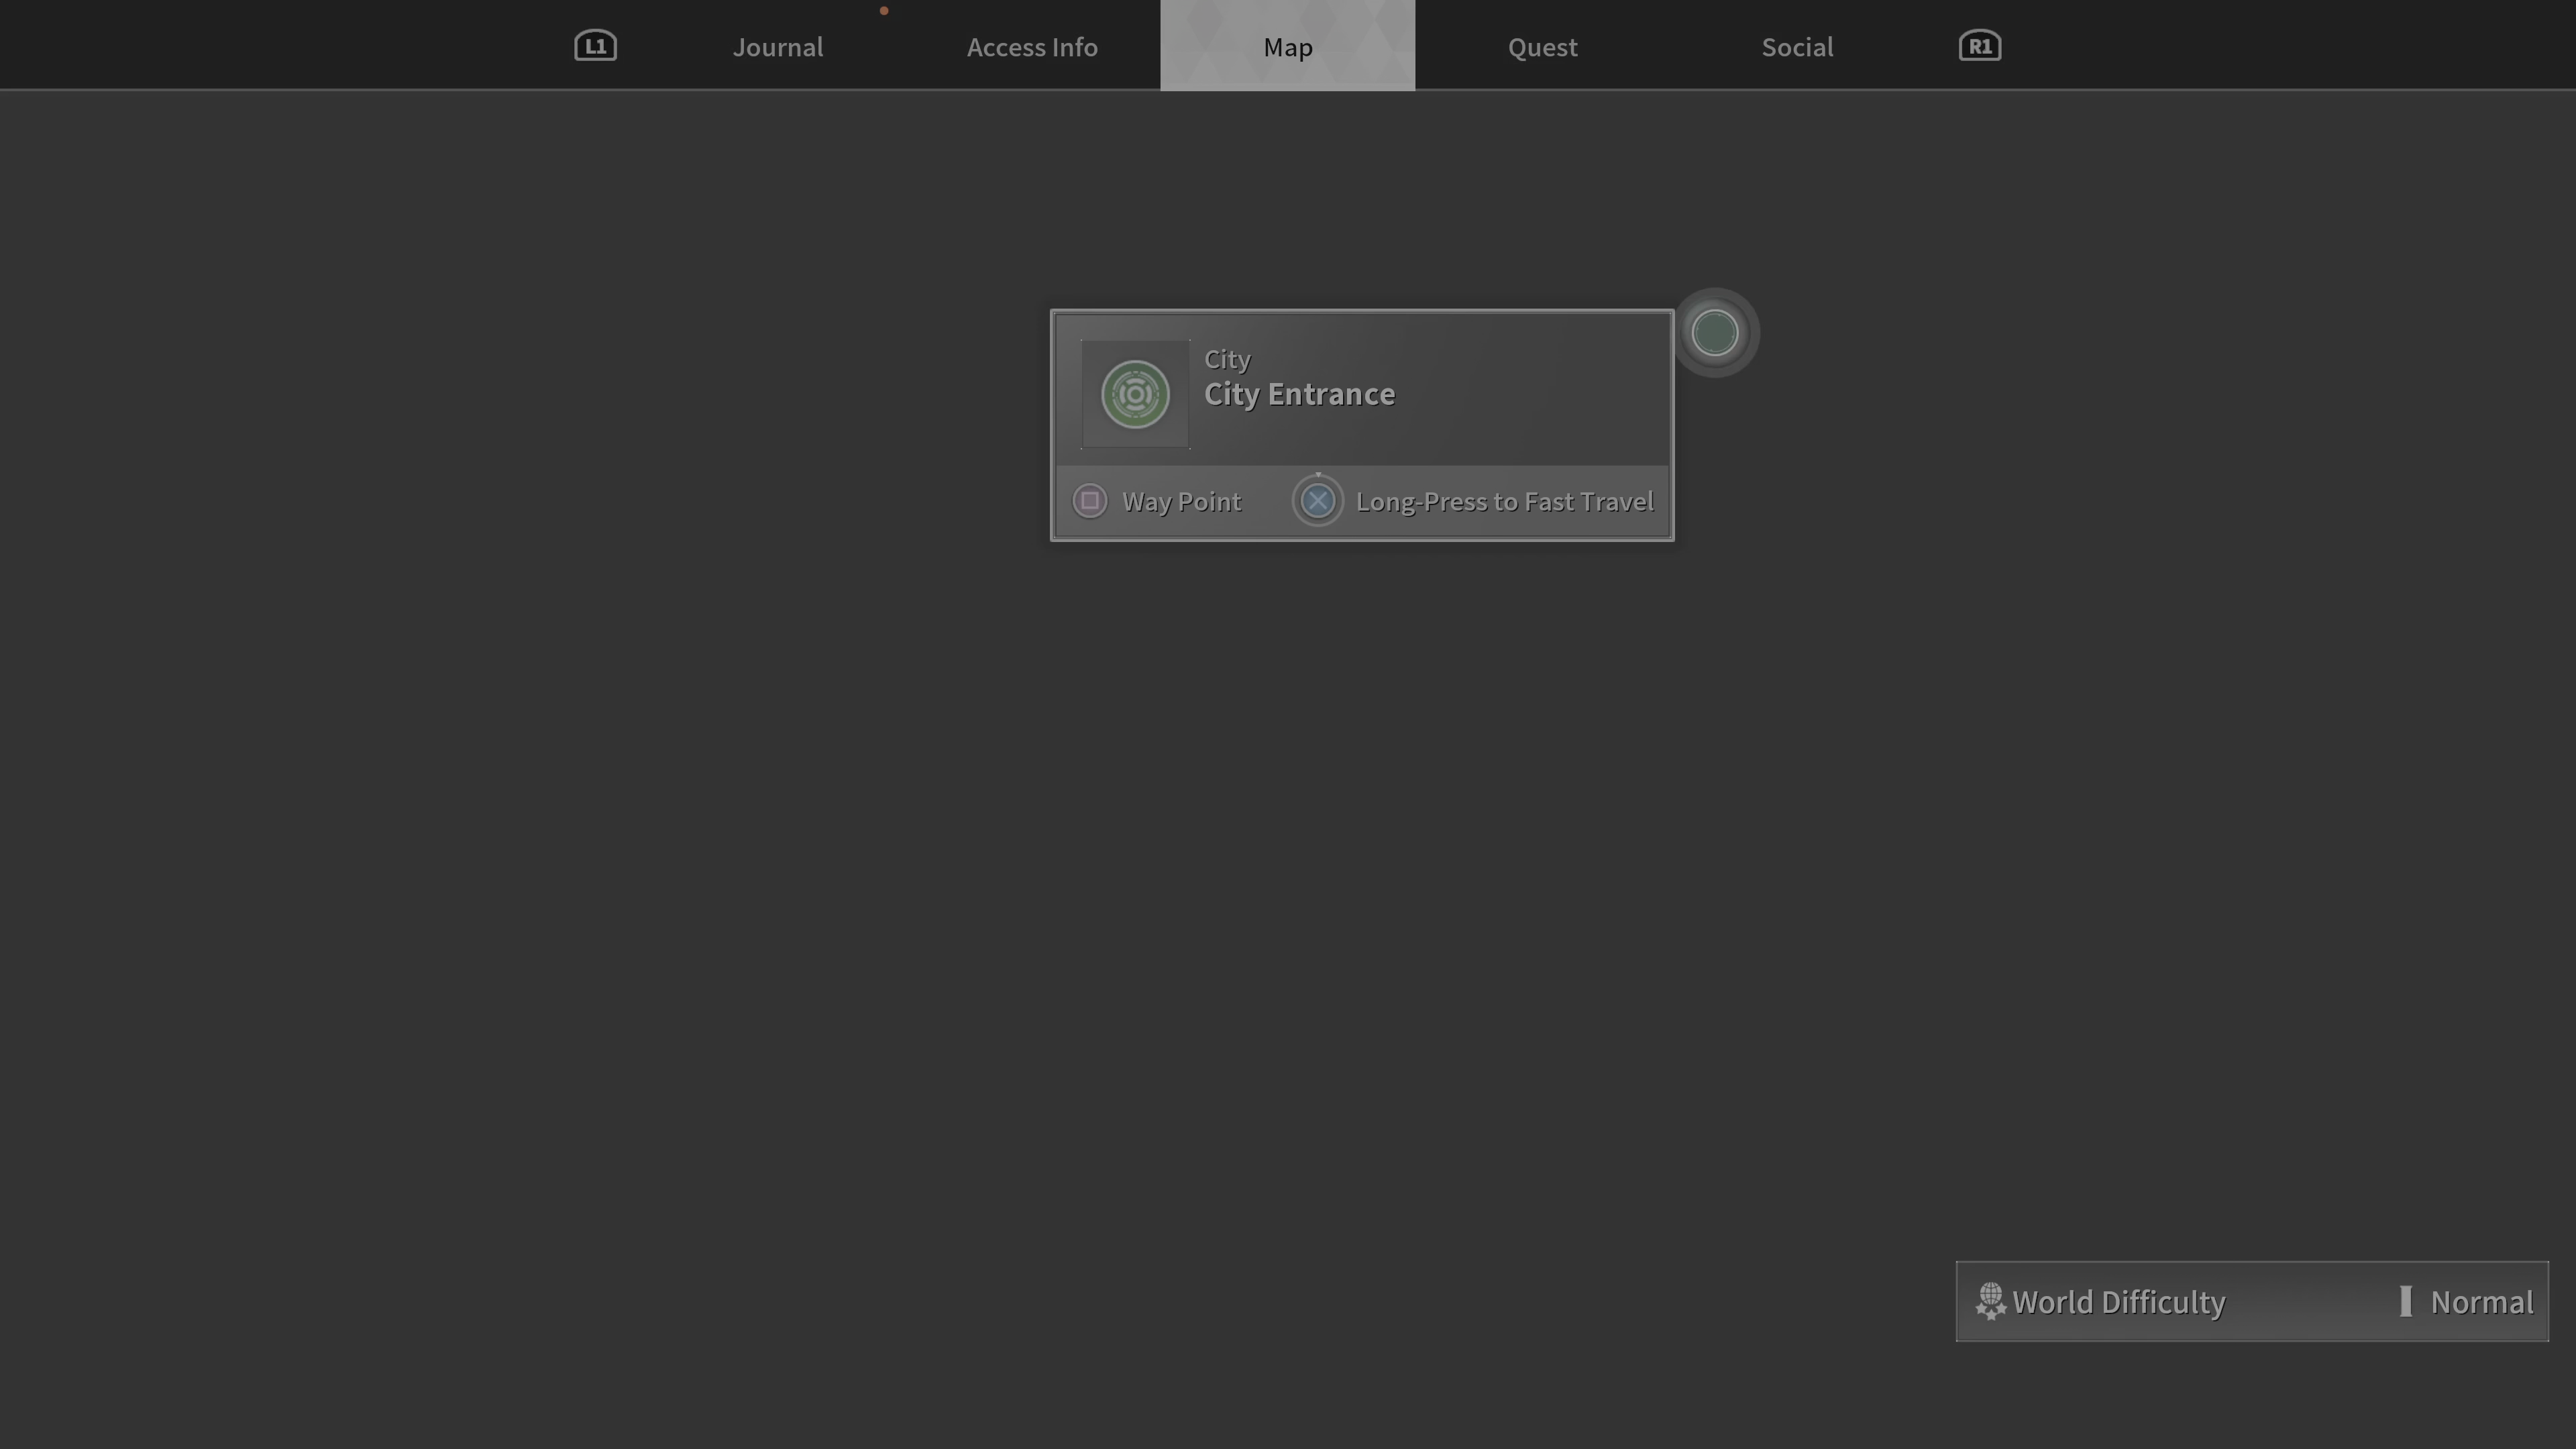 L1
Journal
Access Info
Map
Quest
Social
R1
City
City Entrance
Way Point
Long-Press to Fast Travel
World Difficulty
I Normal